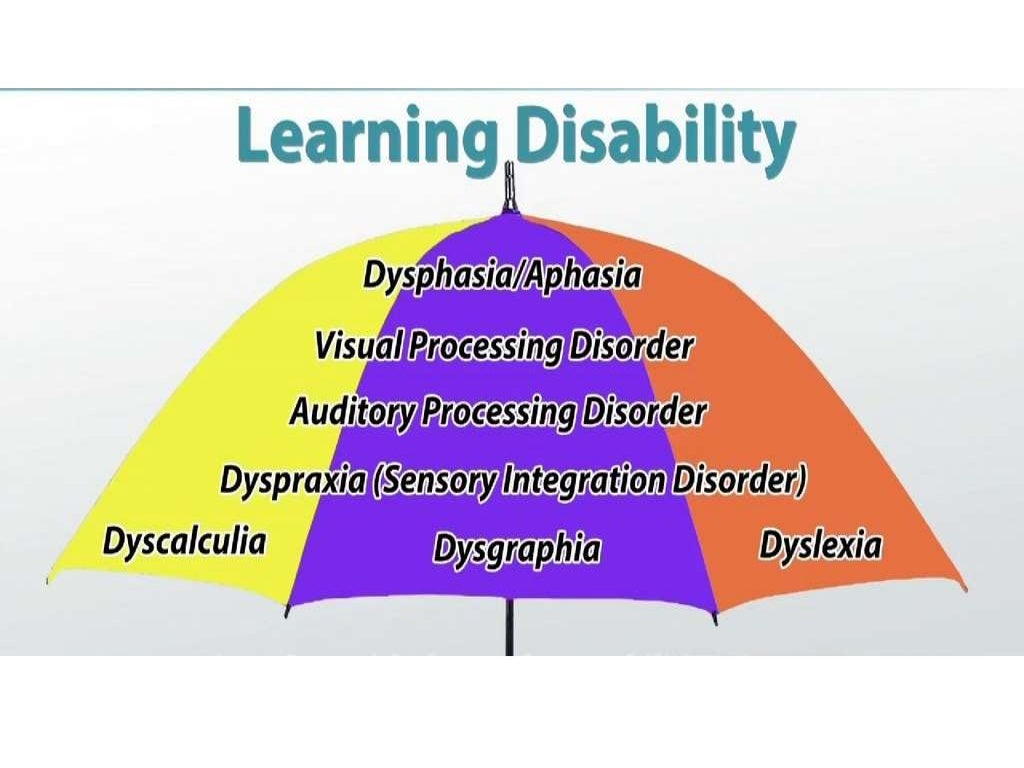 Learning Disability
Dysphasia/Aphasia
Visual Processing Disorder
Auditory Processing Disorder
Dyspraxia (Sensory Integration Disorder)
Dyscalculia Dysgraphia Dyslexia